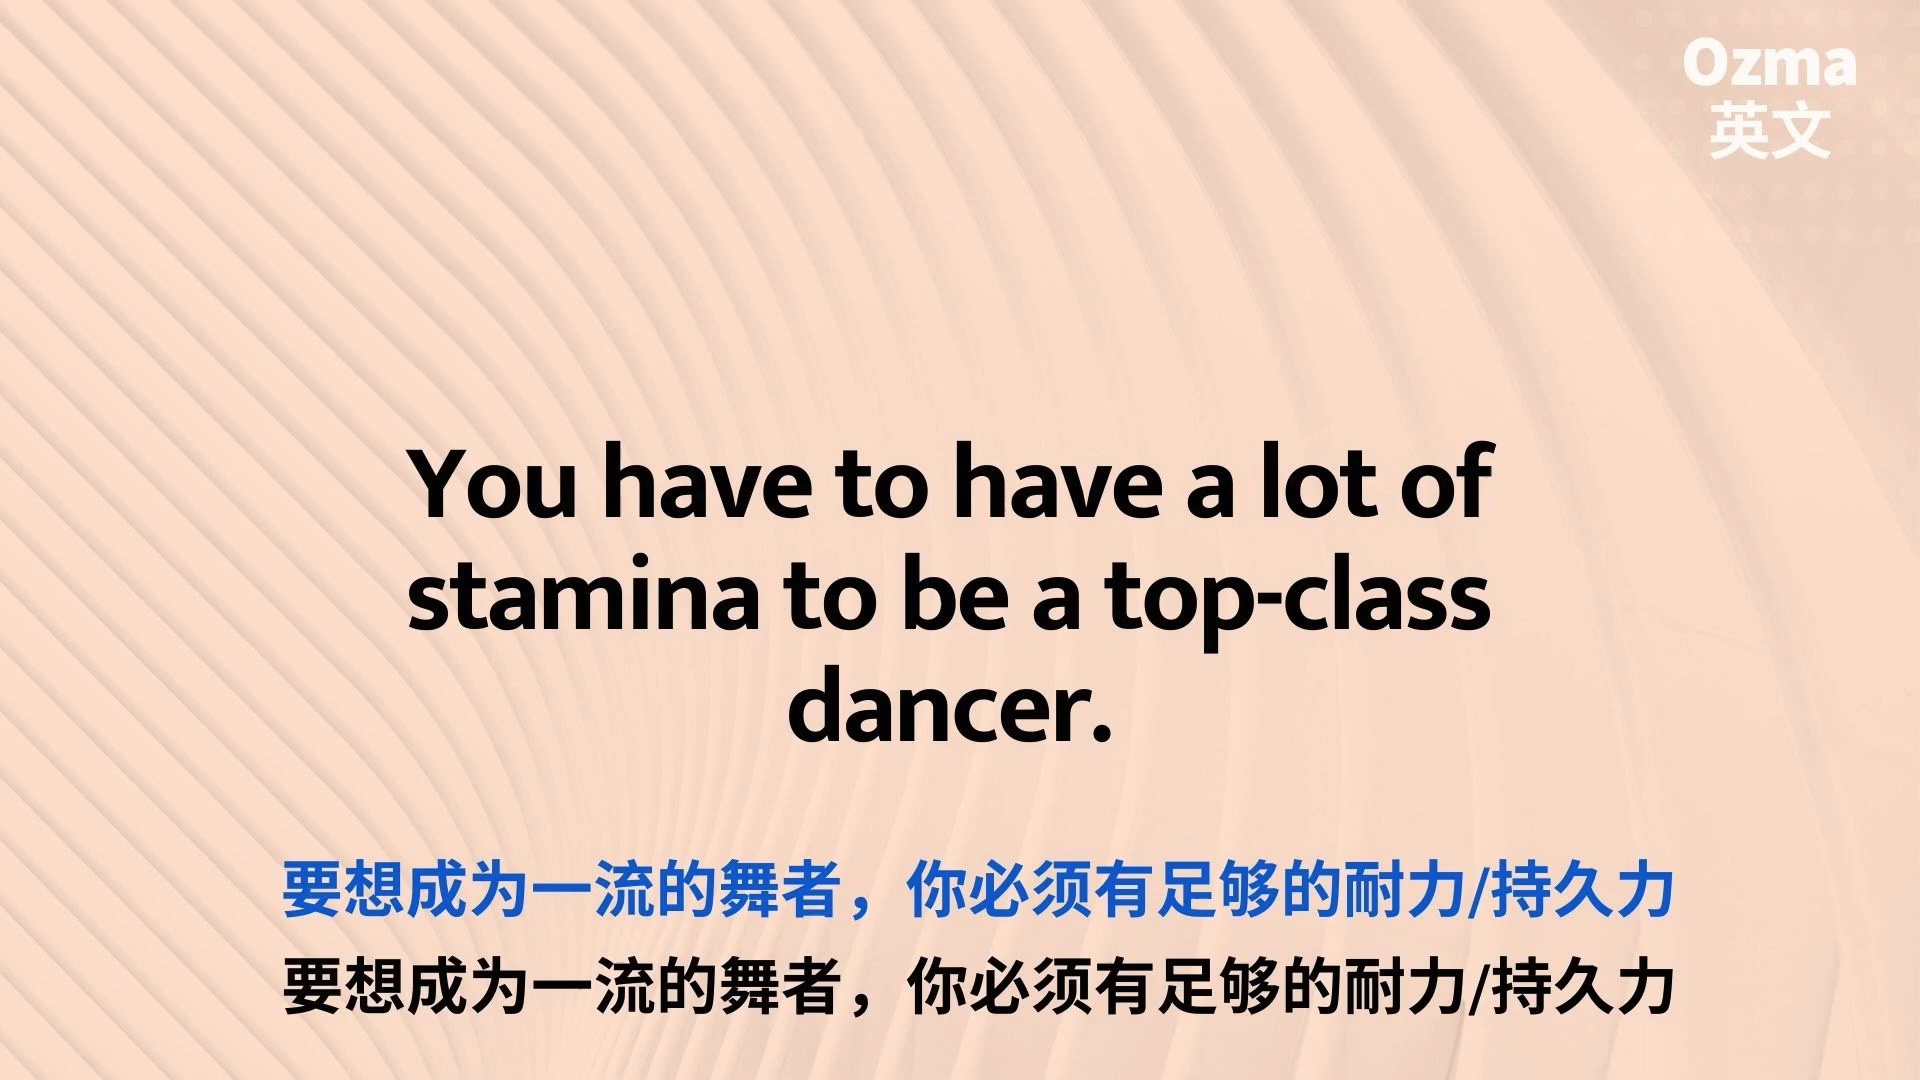 Ozma
英文
You have to have a lot of
stamina to be a top-class
dancer.
要想成为一流的舞者，你必须有足够的耐力/持久力
要想成为一流的舞者，你必须有足够的耐力/持久力